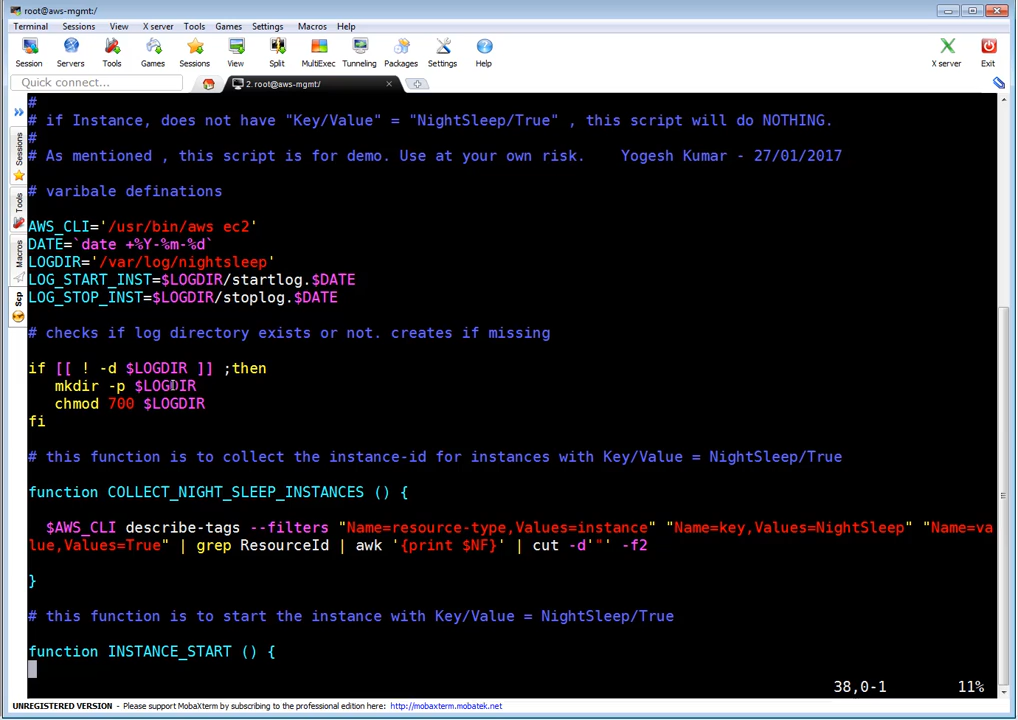 root@aws-mgmt:/
Terminal Sessions View X server Tools Games Settings Macros Help
Session Servers Tools Games Sessions View Split MultiExec Tunneling Packages Settings Help X server Exit
Quick connect... 2. root@aws-mgmt:/
Sessions
Tools
Macros
Scp
#
# if Instance, does not have "Key/Value" = "NightSleep/True" , this script will do NOTHING.
#
# As mentioned , this script is for demo. Use at your own risk.    Yogesh Kumar - 27/01/2017
# varibale definations
AWS_CLI='/usr/bin/aws ec2'
DATE=`date +%Y-%m-%d`
LOGDIR='/var/log/nightsleep'
LOG_START_INST=$LOGDIR/startlog.$DATE
LOG_STOP_INST=$LOGDIR/stoplog.$DATE
# checks if log directory exists or not. creates if missing
if [[ ! -d $LOGDIR ]] ;then
   mkdir -p $LOGDIR
   chmod 700 $LOGDIR
fi
# this function is to collect the instance-id for instances with Key/Value = NightSleep/True
function COLLECT_NIGHT_SLEEP_INSTANCES () {
  $AWS_CLI describe-tags --filters "Name=resource-type,Values=instance" "Name=key,Values=NightSleep" "Name=va
lue,Values=True" | grep ResourceId | awk '{print $NF}' | cut -d'"' -f2
}
# this function is to start the instance with Key/Value = NightSleep/True
function INSTANCE_START () {
38,0-1 11%
UNREGISTERED VERSION - Please support MobaXterm by subscribing to the professional edition here: http://mobaxterm.mobatek.net